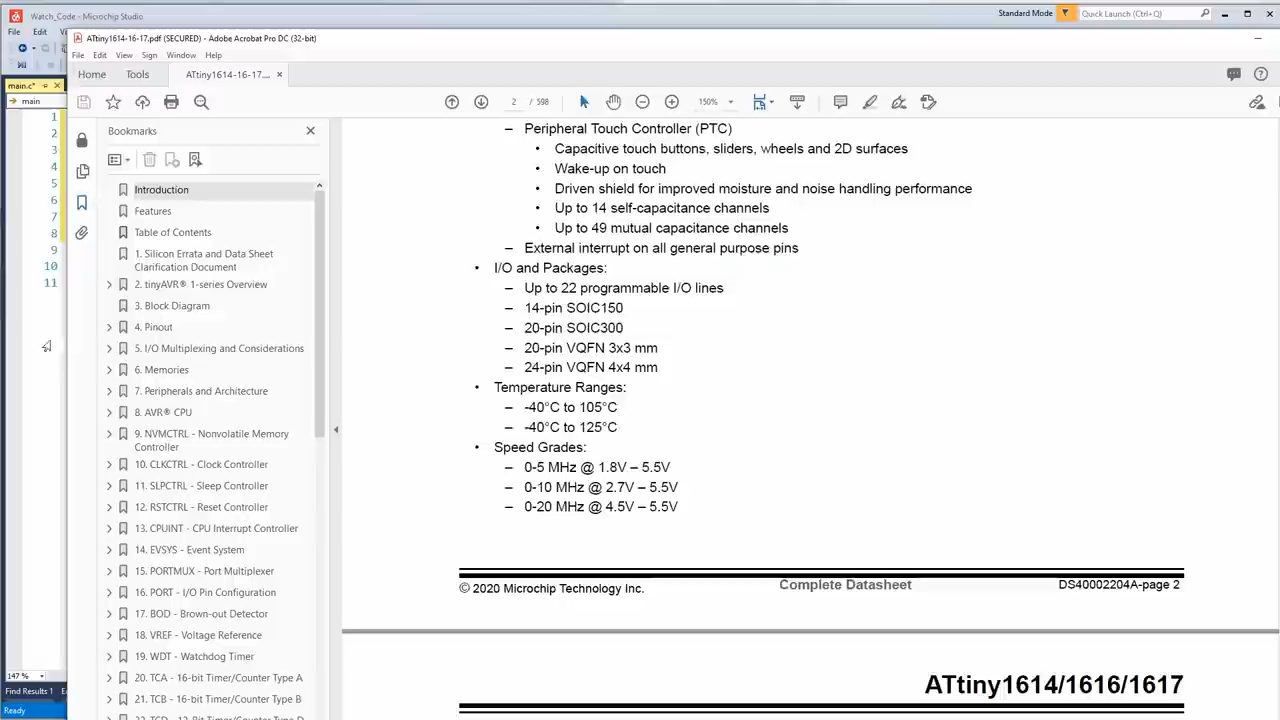 Watch_Code - Microchip Studio
Standard Mode
Quick Launch (Ctrl+Q)
File Edit
ATtiny1614-16-17.pdf (SECURED) - Adobe Acrobat Pro DC (32-bit)
File Edit View Sign Window Help
Home Tools ATtiny1614-16-17.... ×
main.c*
main
2 / 598
150%
1
2
3
4
5
6
7
8
9
10
11
Bookmarks
Introduction
Features
Table of Contents
1. Silicon Errata and Data Sheet
Clarification Document
2. tinyAVR® 1-series Overview
3. Block Diagram
4. Pinout
5. I/O Multiplexing and Considerations
6. Memories
7. Peripherals and Architecture
8. AVR® CPU
9. NVMCTRL - Nonvolatile Memory
Controller
10. CLKCTRL - Clock Controller
11. SLPCTRL - Sleep Controller
12. RSTCTRL - Reset Controller
13. CPUINT - CPU Interrupt Controller
14. EVSYS - Event System
15. PORTMUX - Port Multiplexer
16. PORT - I/O Pin Configuration
17. BOD - Brown-out Detector
18. VREF - Voltage Reference
19. WDT - Watchdog Timer
20. TCA - 16-bit Timer/Counter Type A
21. TCB - 16-bit Timer/Counter Type B
– Peripheral Touch Controller (PTC)
• Capacitive touch buttons, sliders, wheels and 2D surfaces
• Wake-up on touch
• Driven shield for improved moisture and noise handling performance
• Up to 14 self-capacitance channels
• Up to 49 mutual capacitance channels
– External interrupt on all general purpose pins
• I/O and Packages:
– Up to 22 programmable I/O lines
– 14-pin SOIC150
– 20-pin SOIC300
– 20-pin VQFN 3x3 mm
– 24-pin VQFN 4x4 mm
• Temperature Ranges:
– -40°C to 105°C
– -40°C to 125°C
• Speed Grades:
– 0-5 MHz @ 1.8V – 5.5V
– 0-10 MHz @ 2.7V – 5.5V
– 0-20 MHz @ 4.5V – 5.5V
© 2020 Microchip Technology Inc. Complete Datasheet DS40002204A-page 2
ATtiny1614/1616/1617
147 %
Find Results 1
Ready